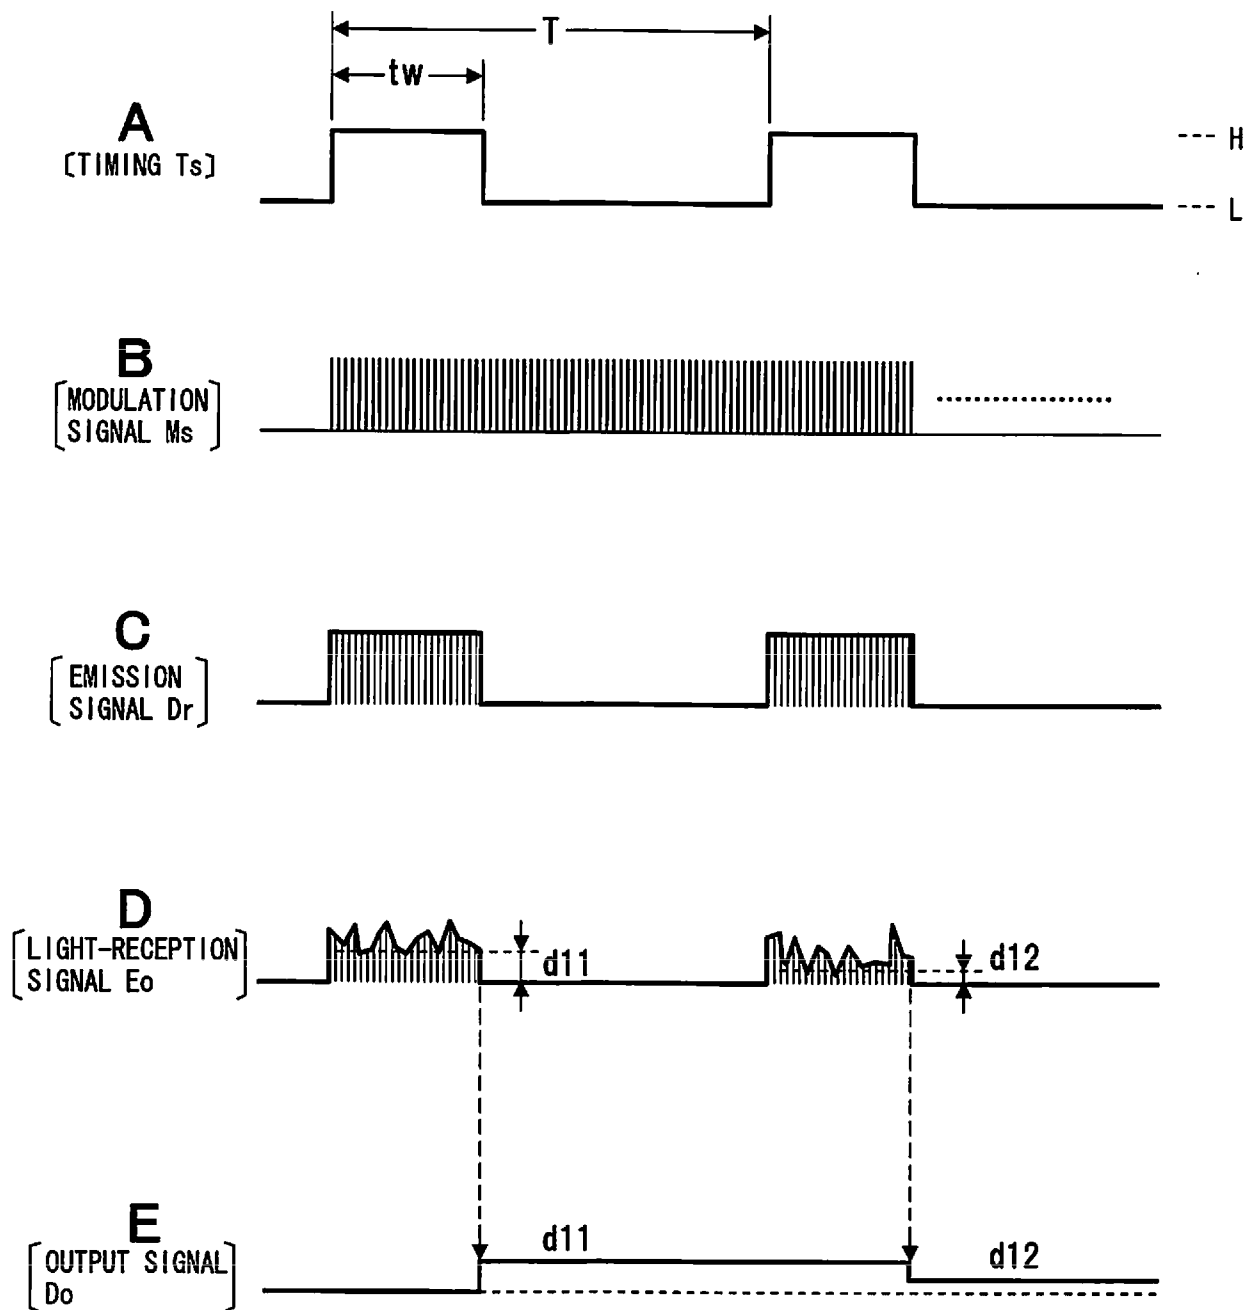 T
tw
A
[TIMING Ts]
H
L
B
[MODULATION
SIGNAL Ms]
C
[EMISSION
SIGNAL Dr]
D
[LIGHT-RECEPTION
SIGNAL Eo]
d11
d12
E
[OUTPUT SIGNAL
Do]
d11
d12